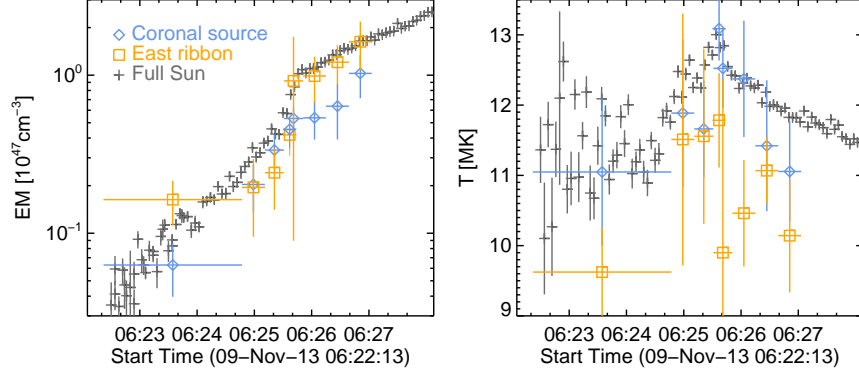 Coronal source
East ribbon
Full Sun
EM [10^47 cm^−3]
10^0
10^−1
06:23 06:24 06:25 06:26 06:27
Start Time (09−Nov−13 06:22:13)
T [MK]
13
12
11
10
9
06:23 06:24 06:25 06:26 06:27
Start Time (09−Nov−13 06:22:13)